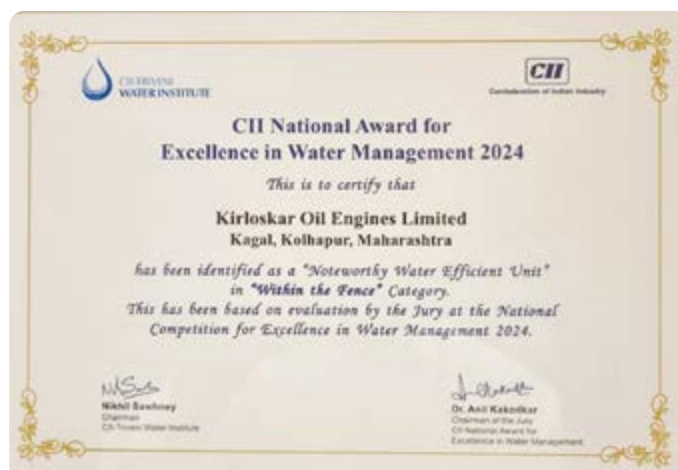 CII-TRIVENI
WATER INSTITUTE
CII
Confederation of Indian Industry
CII National Award for
Excellence in Water Management 2024
This is to certify that
Kirloskar Oil Engines Limited
Kagal, Kolhapur, Maharashtra
has been identified as a "Noteworthy Water Efficient Unit"
in "Within the Fence" Category.
This has been based on evaluation by the Jury at the National
Competition for Excellence in Water Management 2024.
Nikhil Sawhney
Chairman
CII-Triveni Water Institute
Dr. Anil Kakodkar
Chairman of the Jury
CII National Award for
Excellence in Water Management